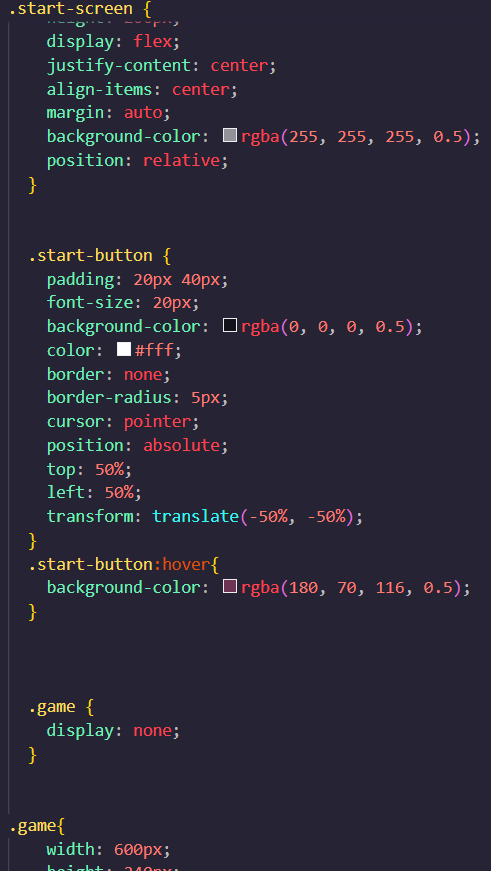 .start-screen {
display: flex;
justify-content: center;
align-items: center;
margin: auto;
background-color: rgba(255, 255, 255, 0.5);
position: relative;
}
.start-button {
padding: 20px 40px;
font-size: 20px;
background-color: rgba(0, 0, 0, 0.5);
color: #fff;
border: none;
border-radius: 5px;
cursor: pointer;
position: absolute;
top: 50%;
left: 50%;
transform: translate(-50%, -50%);
}
.start-button:hover{
background-color: rgba(180, 70, 116, 0.5);
}
.game {
display: none;
}
.game{
width: 600px;